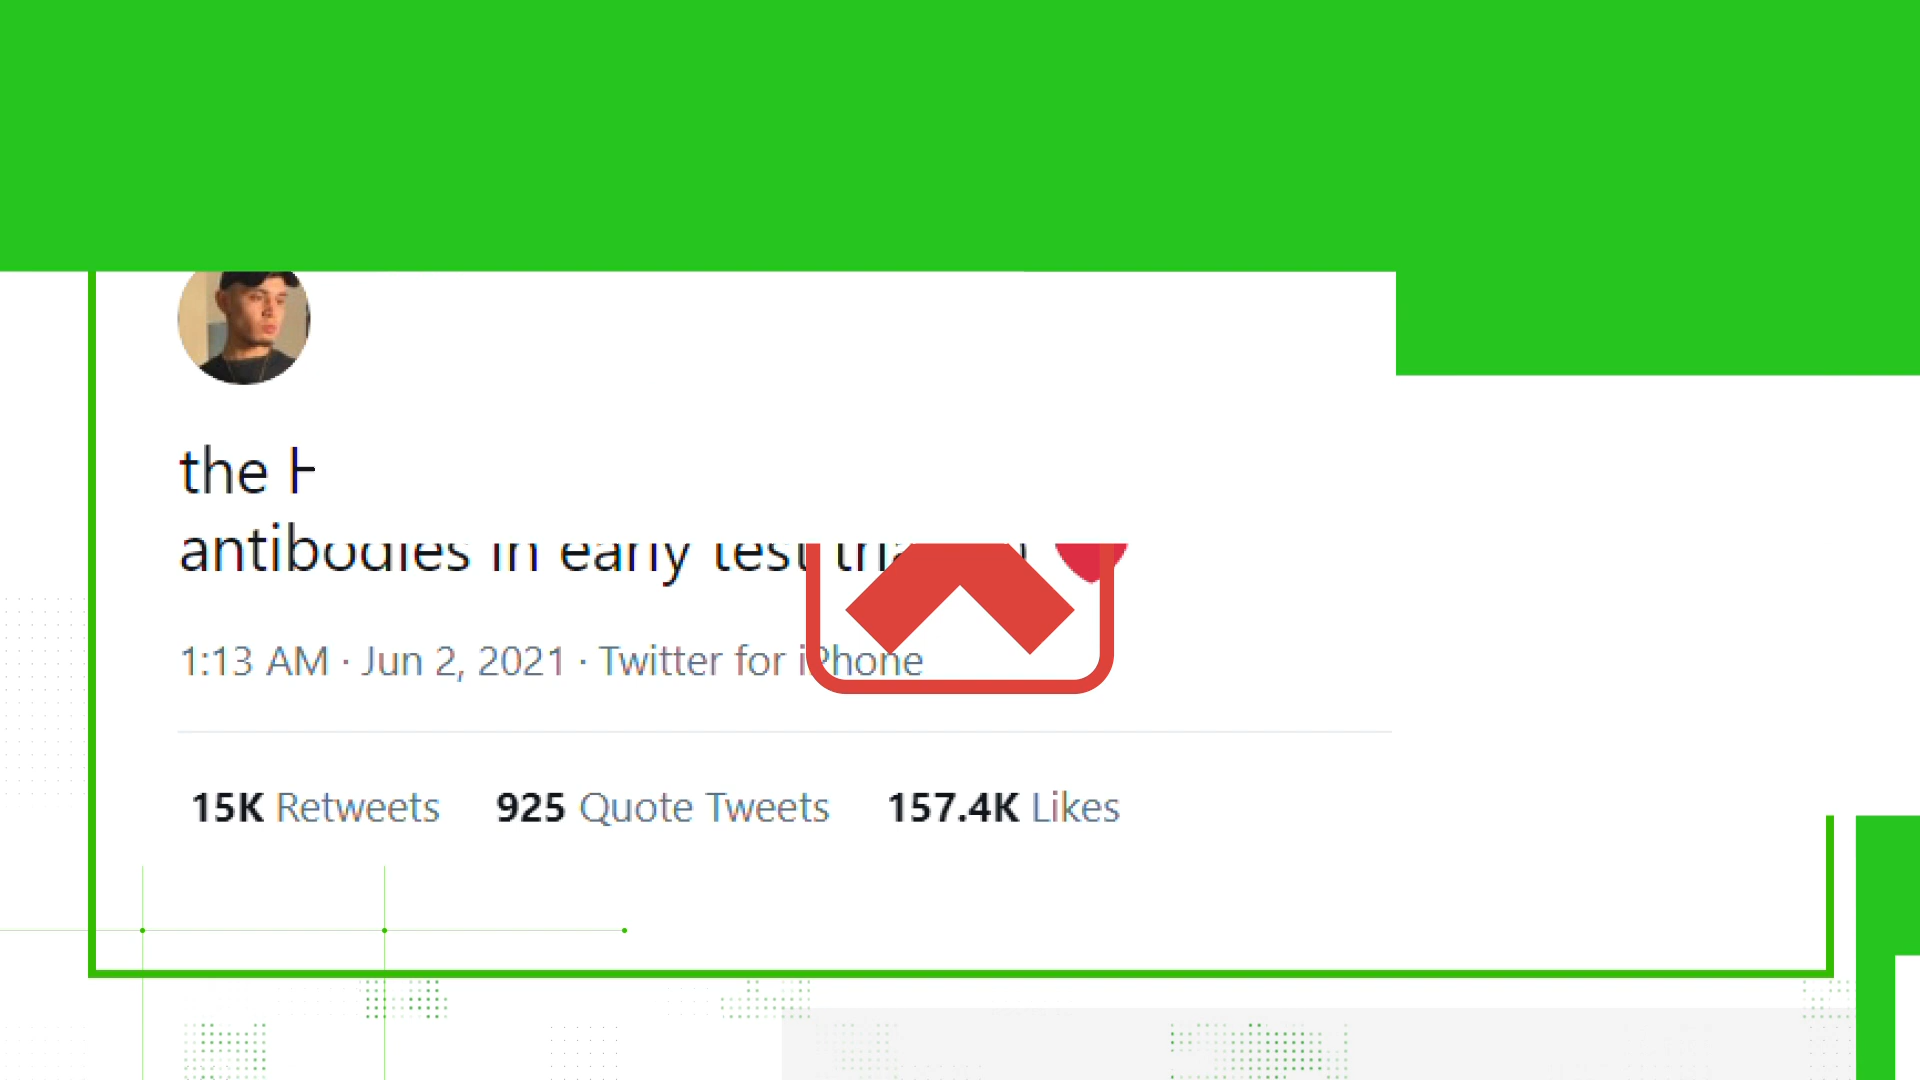 the
antibodies in early test
1:13 AM · Jun 2, 2021 · Twitter for iPhone
15K Retweets 925 Quote Tweets 157.4K Likes